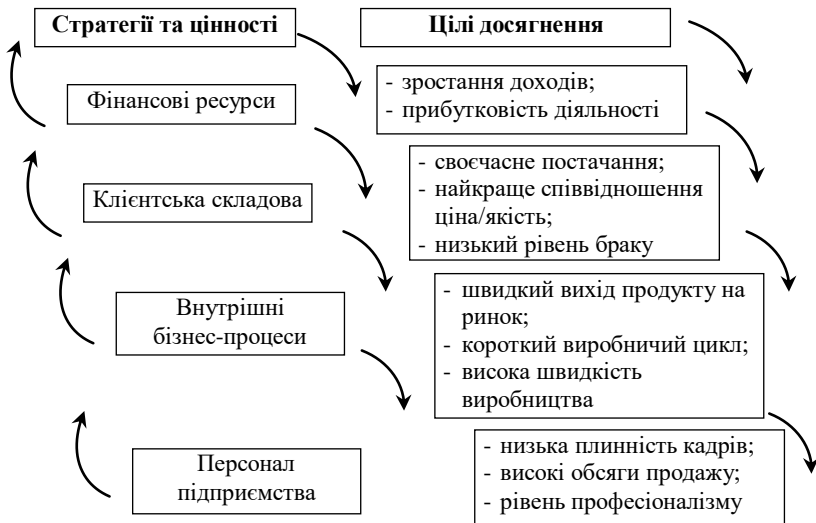 Стратегії та цінності
Цілі досягнення
Фінансові ресурси
- зростання доходів;
- прибутковість діяльності
Клієнтська складова
- своєчасне постачання;
- найкраще співвідношення
ціна/якість;
- низький рівень браку
Внутрішні
бізнес-процеси
- швидкий вихід продукту на
ринок;
- короткий виробничий цикл;
- висока швидкість
виробництва
Персонал
підприємства
- низька плинність кадрів;
- високі обсяги продажу;
- рівень професіоналізму